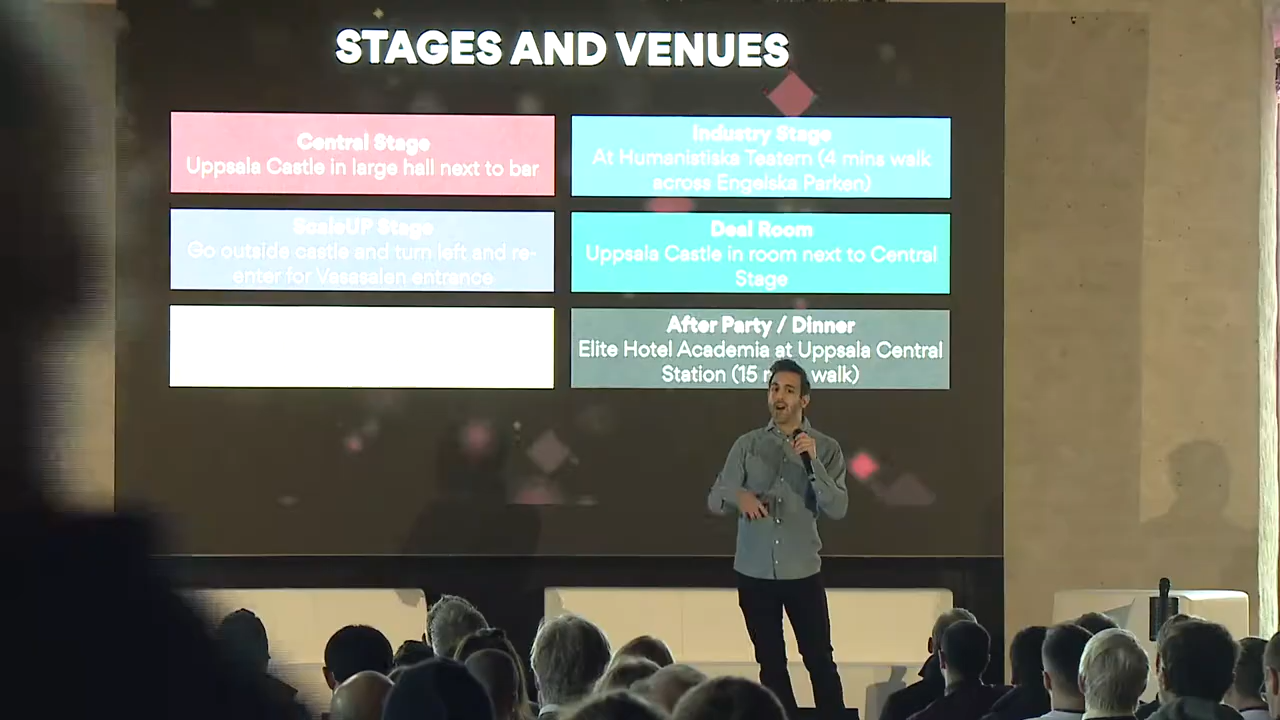 STAGES AND VENUES
Central Stage
Uppsala Castle in large hall next to bar
Industry Stage
At Humanistiska Teatern (4 mins walk
across Engelska Parken)
ScaleUP Stage
Go outside castle and turn left and re-
enter for Vasasalen entrance
Deal Room
Uppsala Castle in room next to Central
Stage
After Party / Dinner
Elite Hotel Academia at Uppsala Central
Station (15 walk)